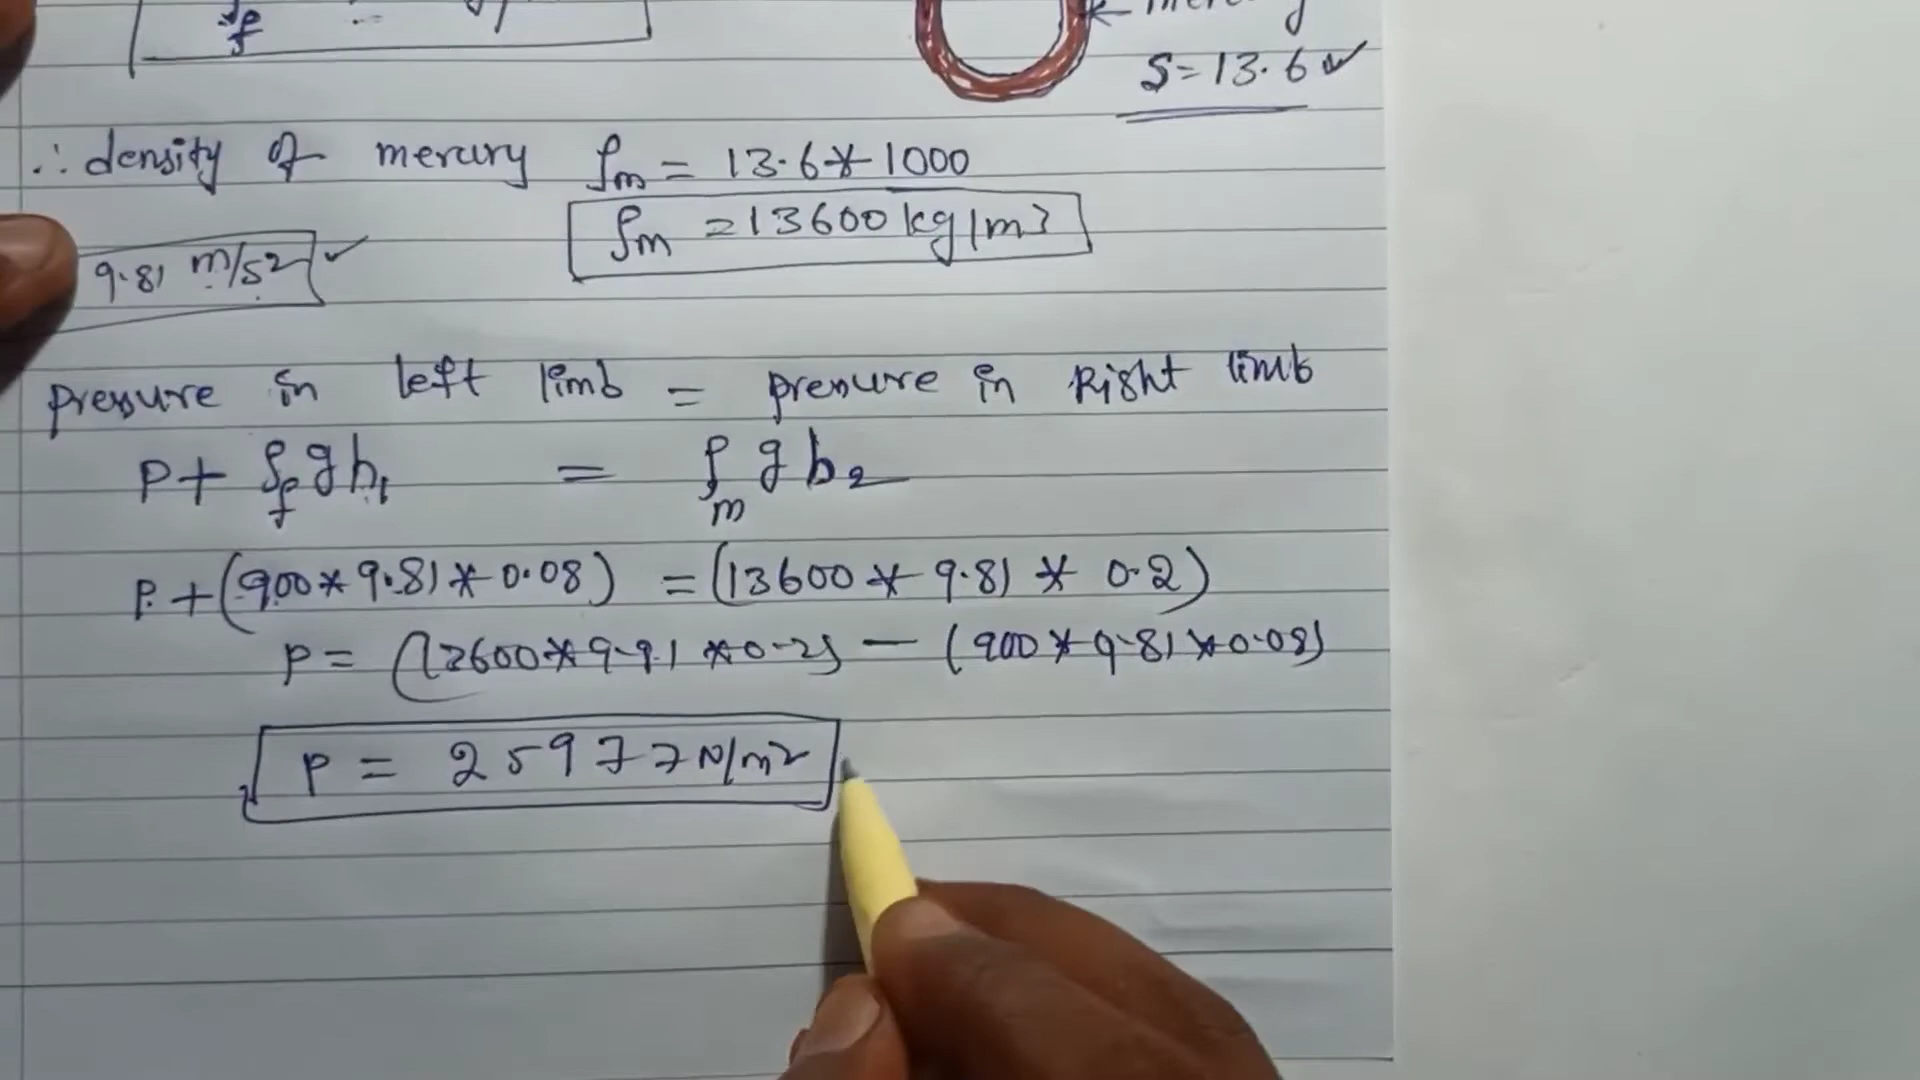 S = 13.6
∴ density of mercury ρm = 13.6 * 1000
ρm = 13600 kg/m3
9.81 m/s2
pressure in left limb = pressure in Right limb
P + ρf g h1 = ρm g h2
P + (900 * 9.81 * 0.08) = (13600 * 9.81 * 0.2)
P = (13600 * 9.91 * 0.2) - (900 * 9.81 * 0.08)
P = 25977 N/m2